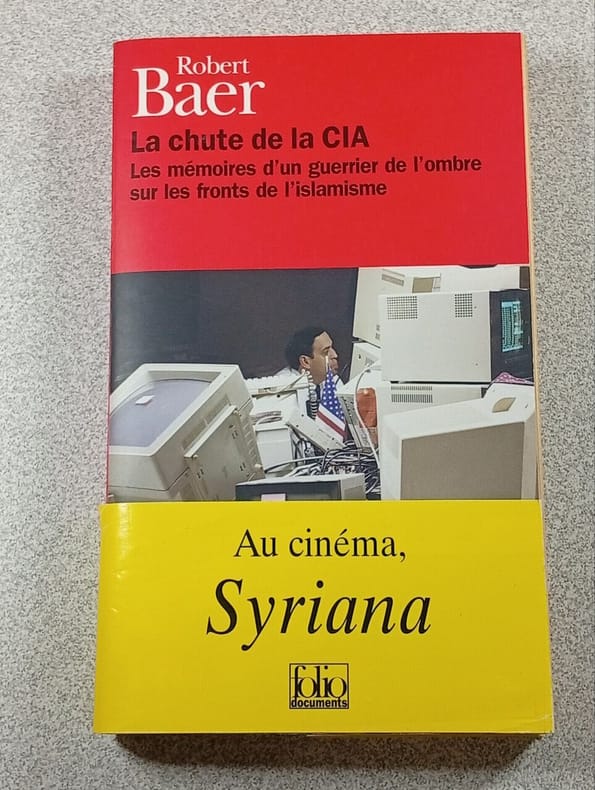 Robert
Baer
La chute de la CIA
Les mémoires d'un guerrier de l'ombre
sur les fronts de l'islamisme
Au cinéma,
Syriana
folio
documents